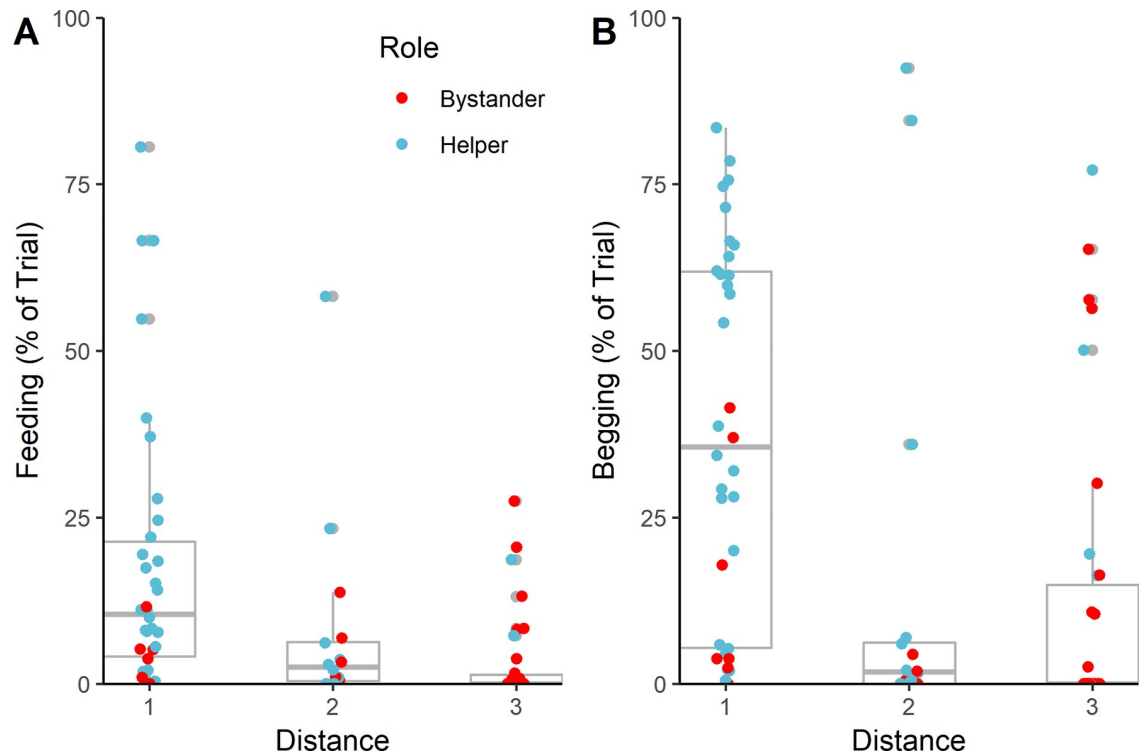 A
Role
Bystander
Helper
100
75
50
25
0
Feeding (% of Trial)
1
2
3
Distance
B
100
75
50
25
0
Begging (% of Trial)
1
2
3
Distance